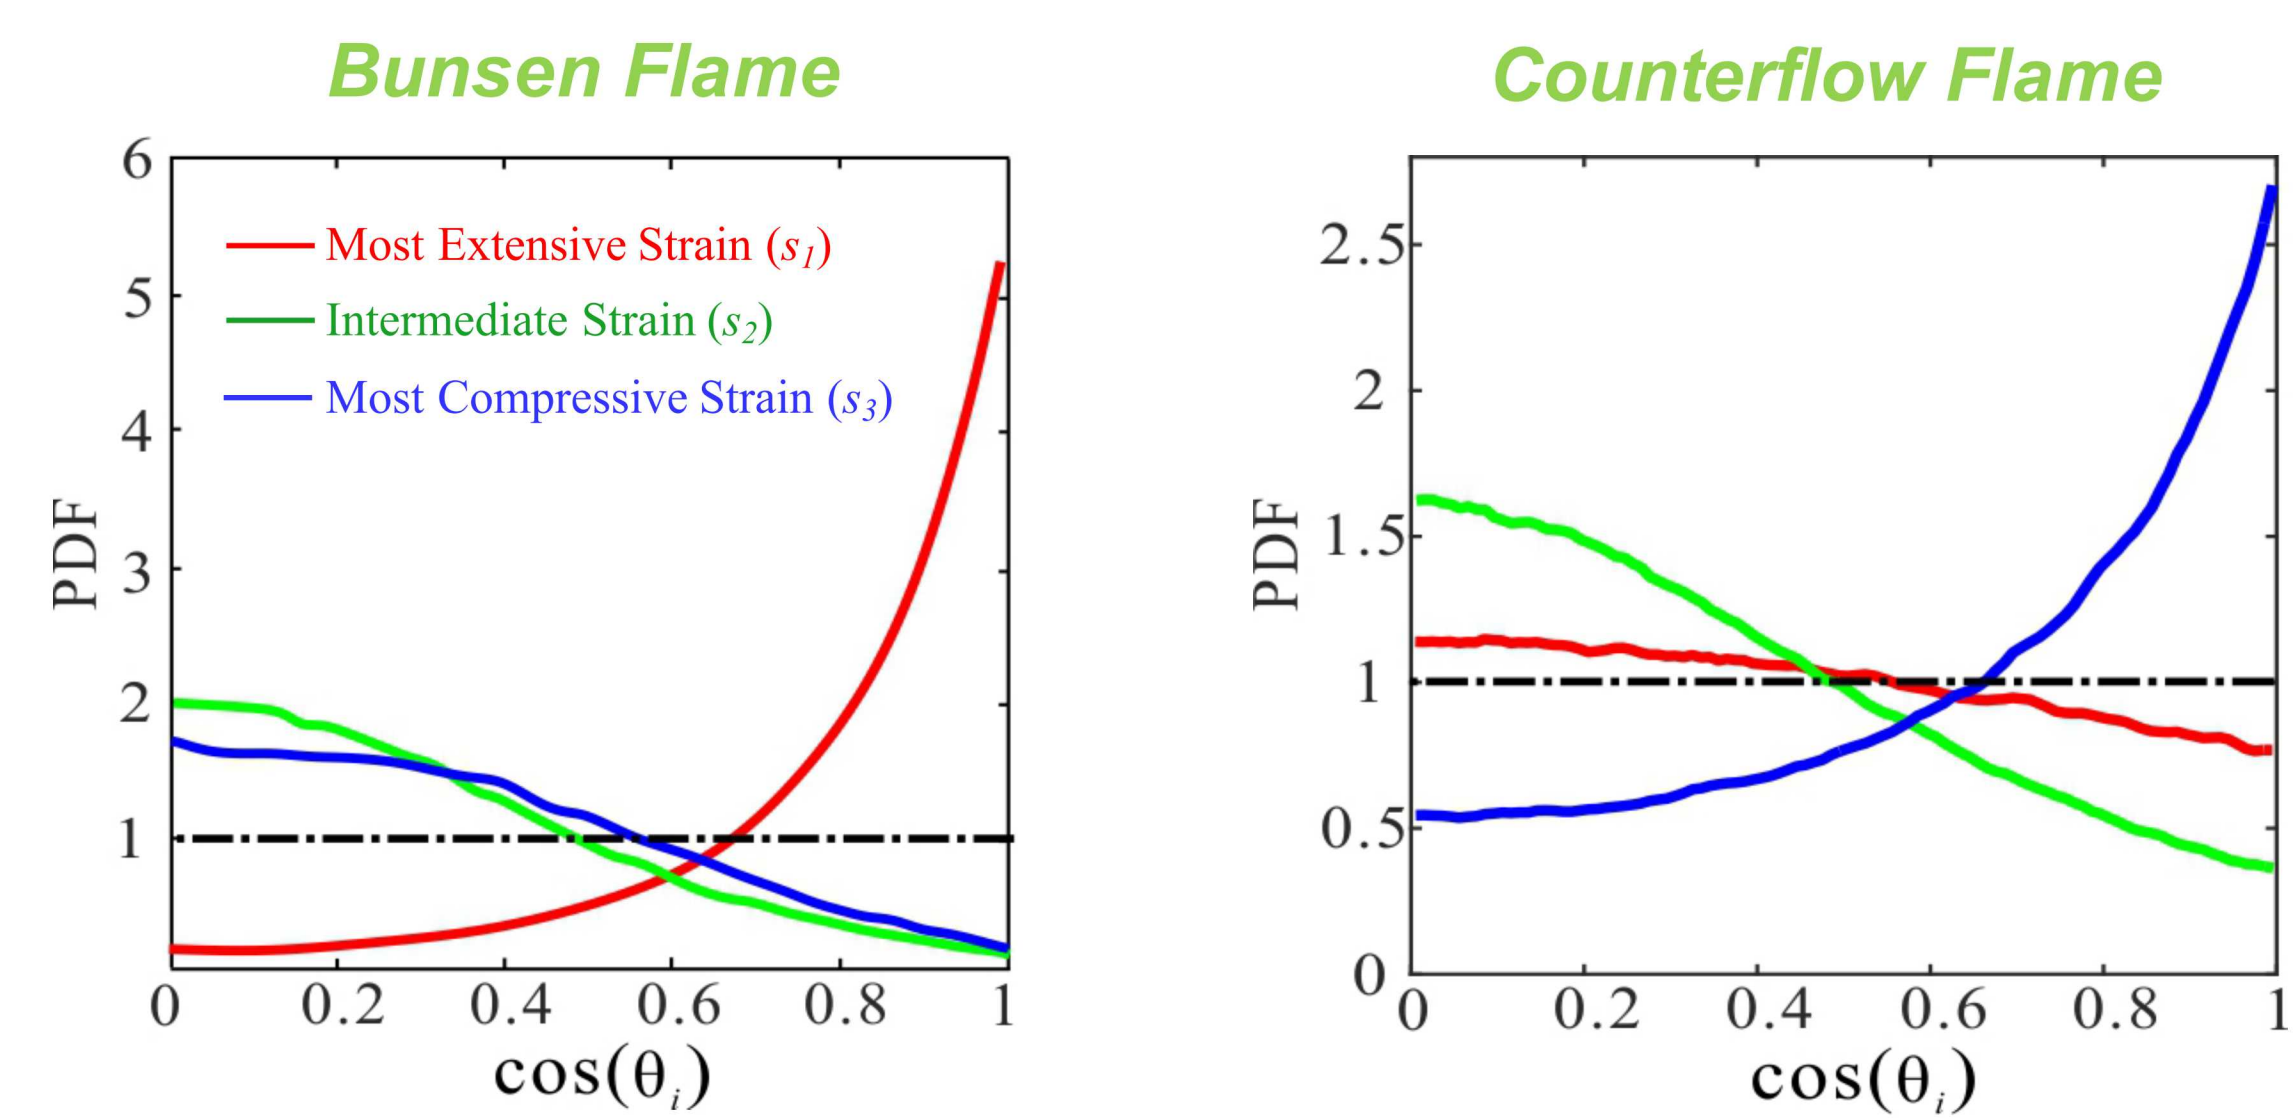 Bunsen Flame
6
5
4
3
2
1
PDF
Most Extensive Strain (s1)
Intermediate Strain (s2)
Most Compressive Strain (s3)
0 0.2 0.4 0.6 0.8 1
cos(θi)
Counterflow Flame
2.5
2
1.5
1
0.5
0
PDF
0 0.2 0.4 0.6 0.8 1
cos(θi)